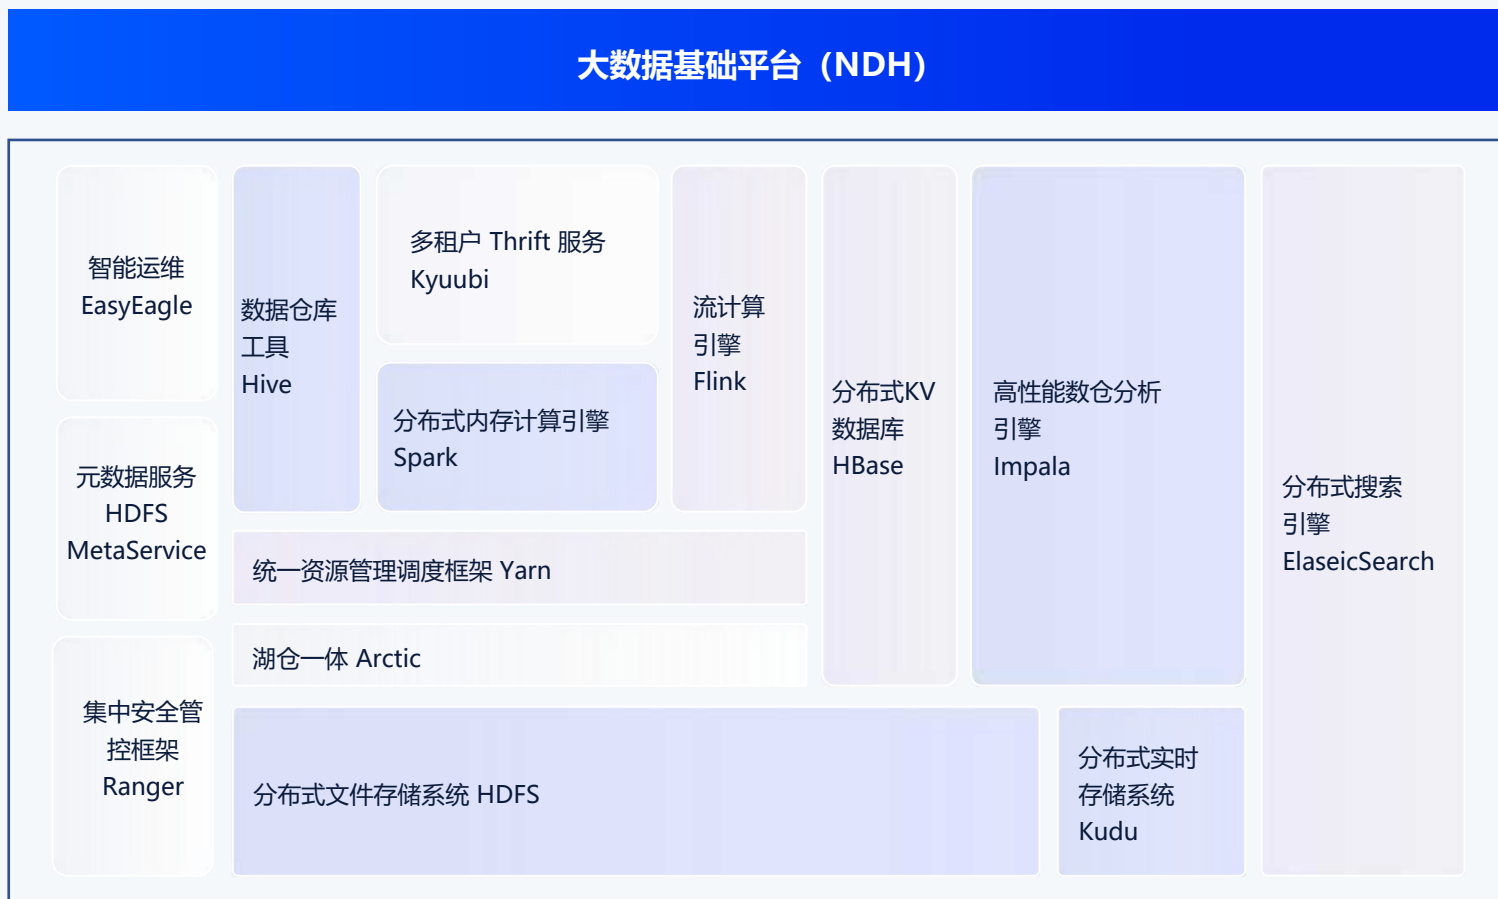 大数据基础平台（NDH）
智能运维
EasyEagle
元数据服务
HDFS
MetaService
集中安全管
控框架
Ranger
数据仓库
工具
Hive
多租户 Thrift 服务
Kyuubi
分布式内存计算引擎
Spark
流计算
引擎
Flink
统一资源管理调度框架 Yarn
湖仓一体 Arctic
分布式文件存储系统 HDFS
分布式KV
数据库
HBase
高性能数仓分析
引擎
Impala
分布式实时
存储系统
Kudu
分布式搜索
引擎
ElaseicSearch